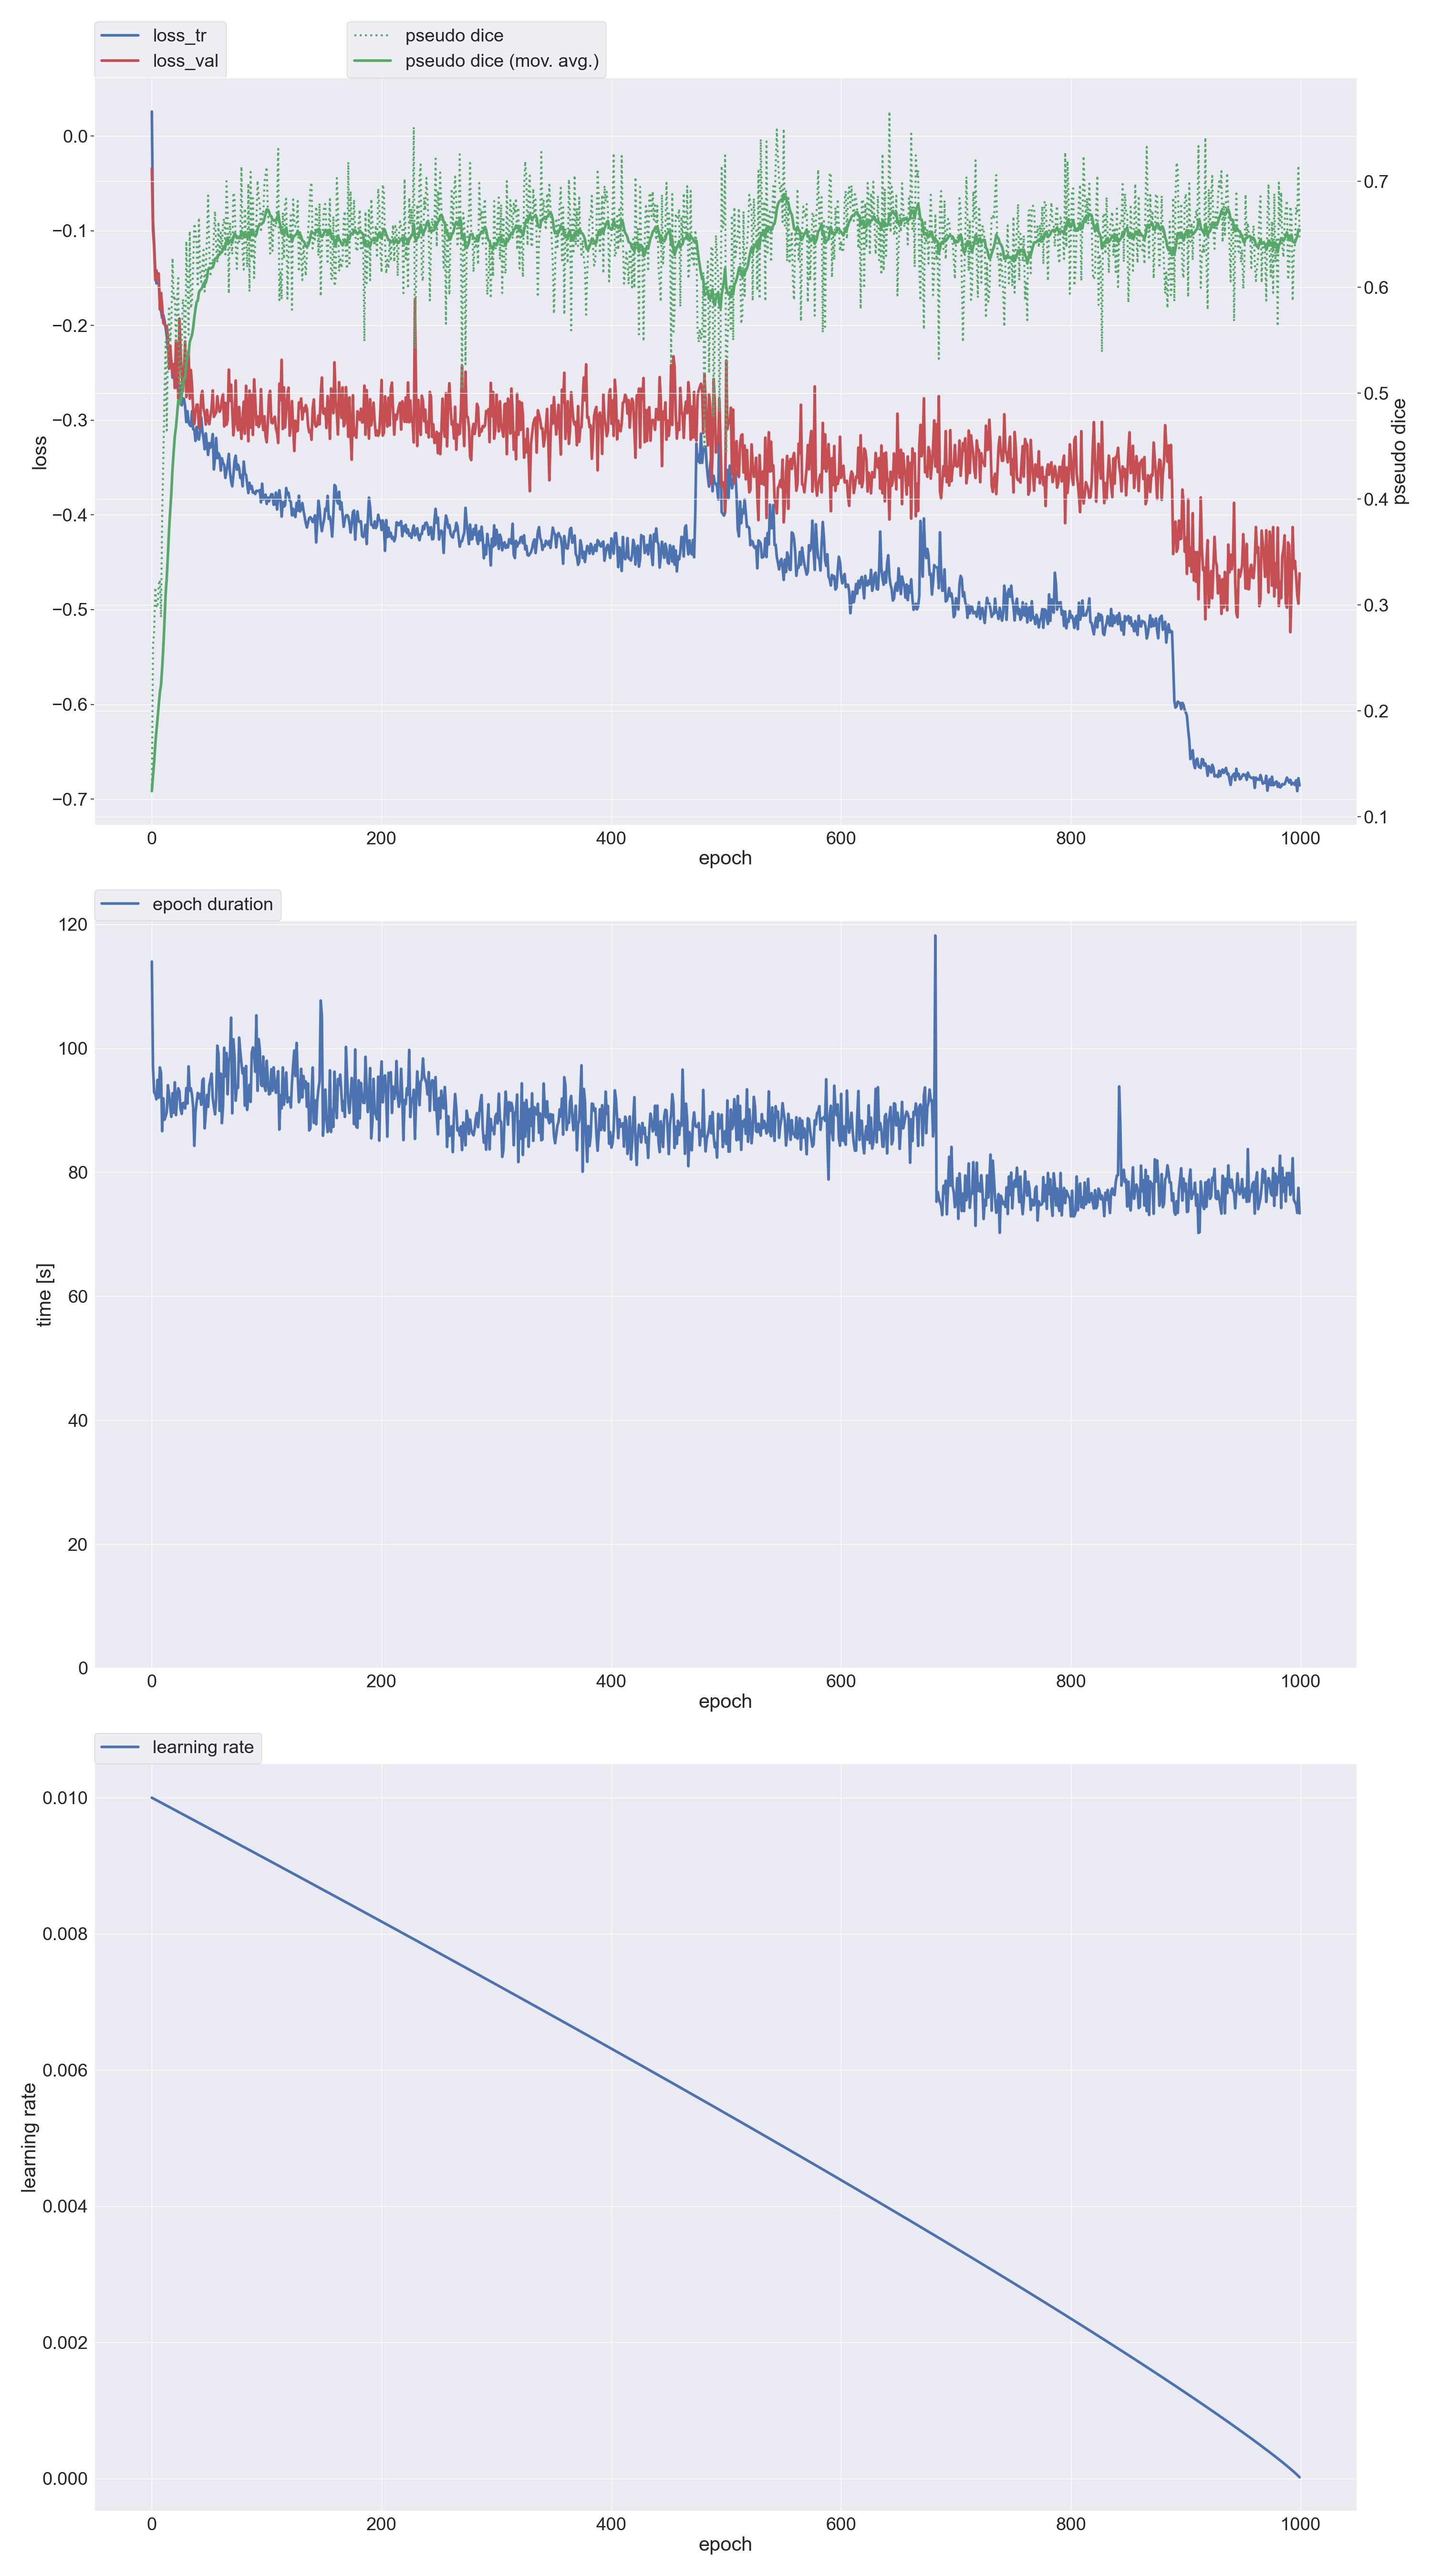 loss_tr
loss_val
pseudo dice
pseudo dice (mov. avg.)
0.0
−0.1
−0.2
−0.3
−0.4
−0.5
−0.6
−0.7
loss
0.7
0.6
0.5
0.4
0.3
0.2
0.1
pseudo dice
0 200 400 600 800 1000
epoch
epoch duration
120
100
80
60
40
20
0
time [s]
0 200 400 600 800 1000
epoch
learning rate
0.010
0.008
0.006
0.004
0.002
0.000
learning rate
0 200 400 600 800 1000
epoch